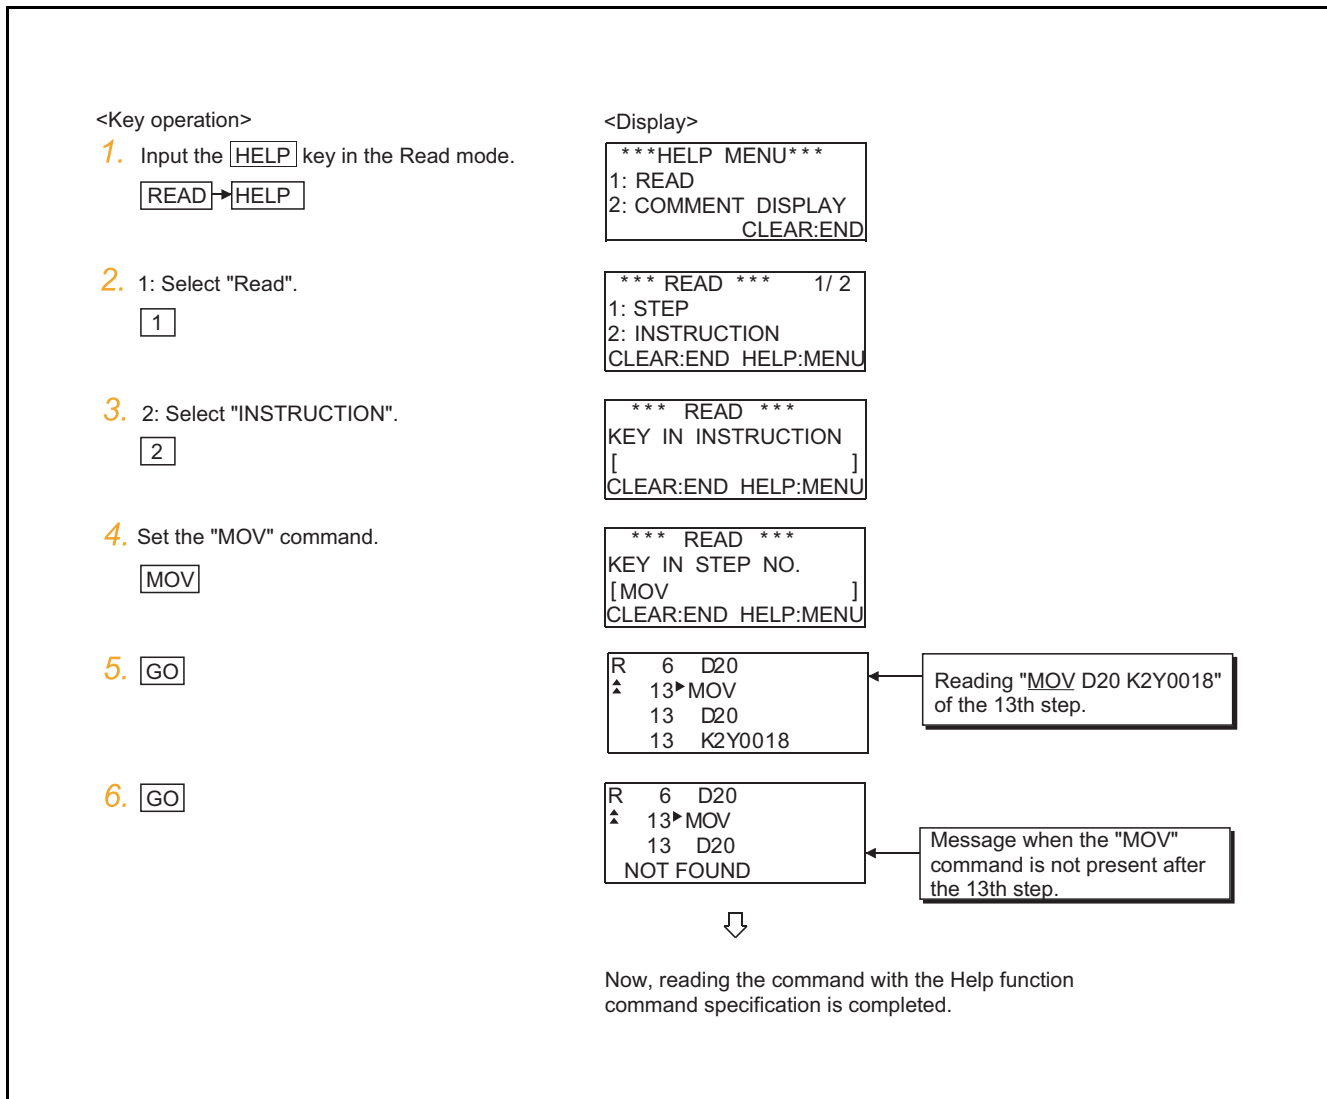 <Key operation>
<Display>
1. Input the HELP key in the Read mode.
READ HELP
***HELP MENU***
1: READ
2: COMMENT DISPLAY
CLEAR:END
2. 1: Select "Read".
1
*** READ *** 1/ 2
1: STEP
2: INSTRUCTION
CLEAR:END HELP:MENU
3. 2: Select "INSTRUCTION".
2
*** READ ***
KEY IN INSTRUCTION
[ ]
CLEAR:END HELP:MENU
4. Set the "MOV" command.
MOV
*** READ ***
KEY IN STEP NO.
[MOV ]
CLEAR:END HELP:MENU
5. GO
R 6 D20
13 MOV
13 D20
13 K2Y0018
Reading "MOV D20 K2Y0018"
of the 13th step.
6. GO
R 6 D20
13 MOV
13 D20
NOT FOUND
Message when the "MOV"
command is not present after
the 13th step.
Now, reading the command with the Help function
command specification is completed.